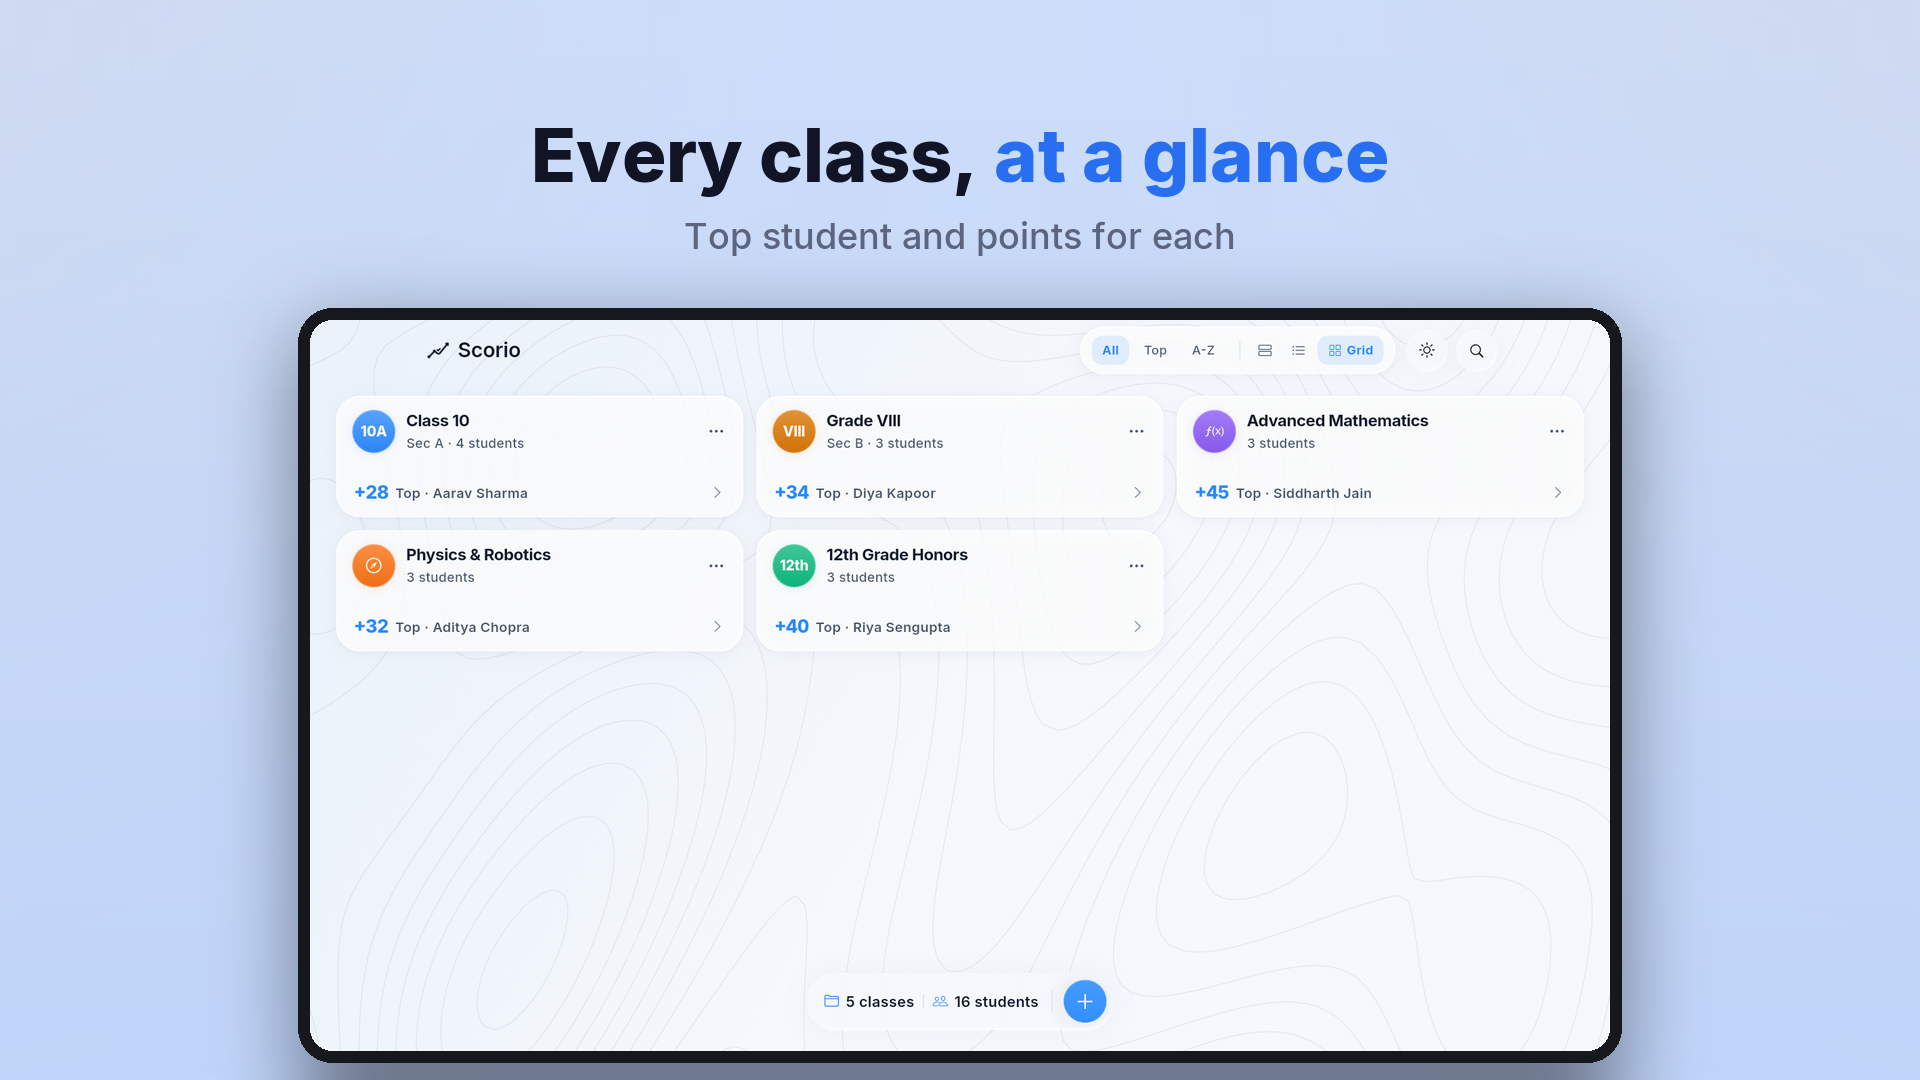 Every class, at a glance
Top student and points for each
Scorio
All Top A-Z Grid
10A Class 10
Sec A · 4 students
+28 Top · Aarav Sharma
VIII Grade VIII
Sec B · 3 students
+34 Top · Diya Kapoor
f(x) Advanced Mathematics
3 students
+45 Top · Siddharth Jain
Physics & Robotics
3 students
+32 Top · Aditya Chopra
12th 12th Grade Honors
3 students
+40 Top · Riya Sengupta
5 classes 16 students